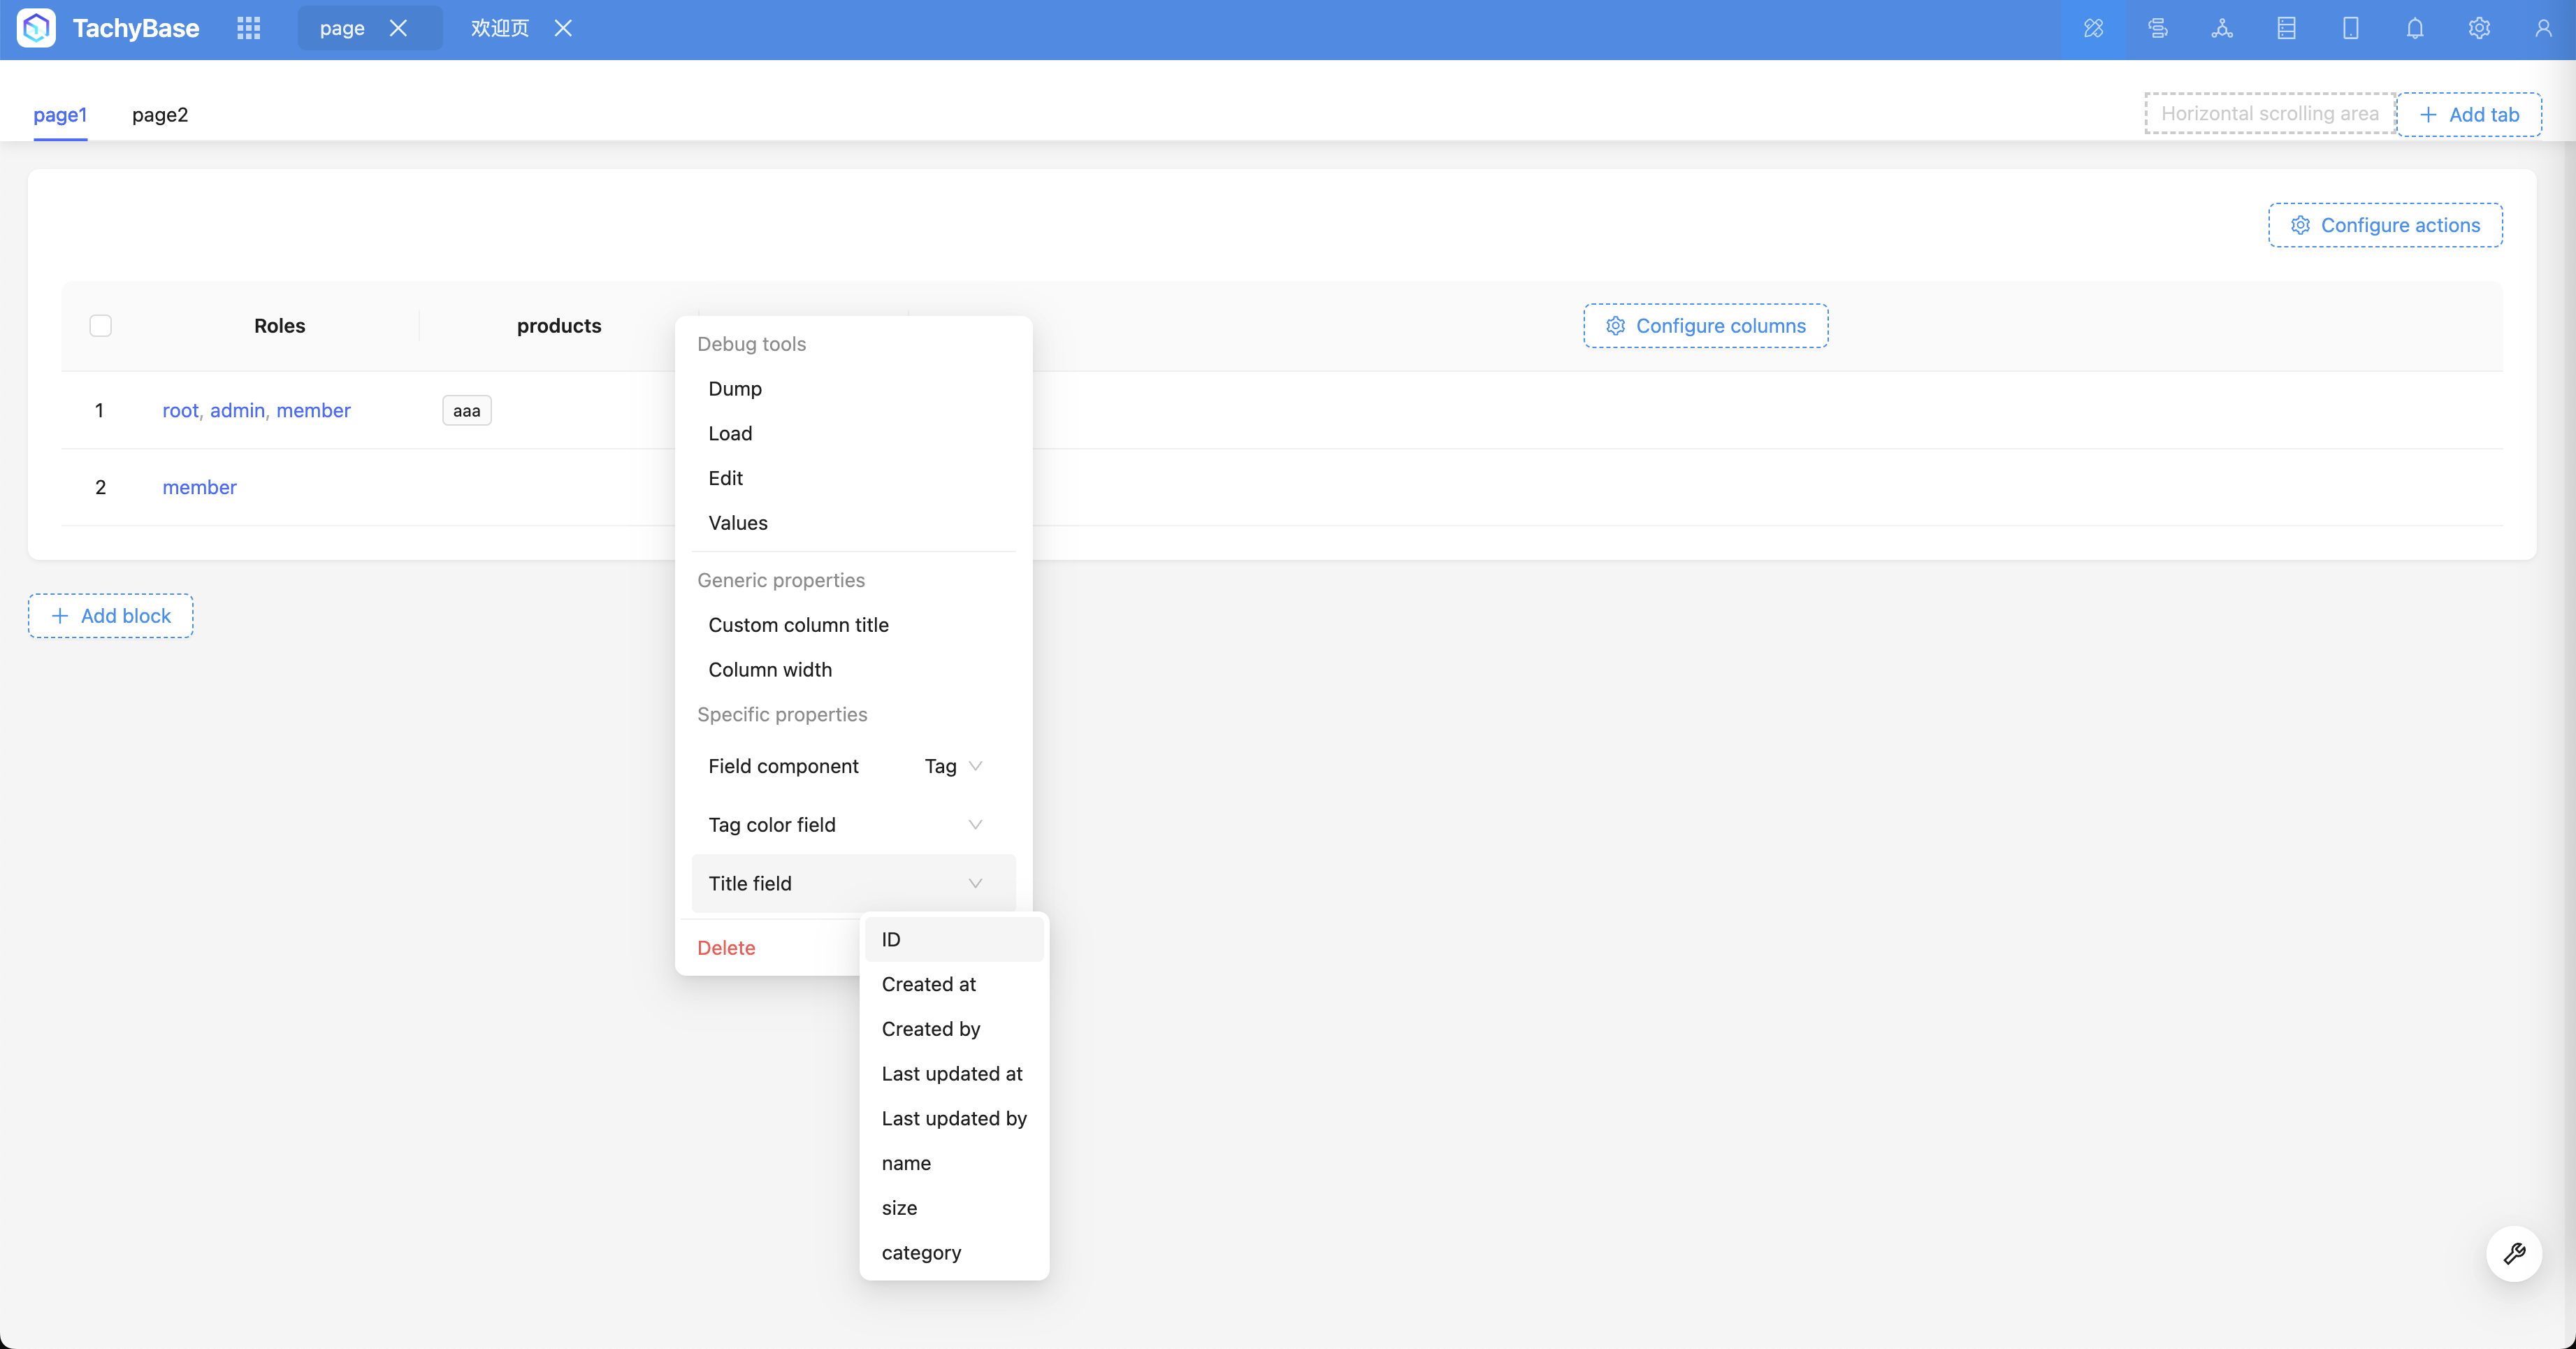 TachyBase
page
欢迎页
page1
page2
Horizontal scrolling area
Add tab
Configure actions
Roles
products
Configure columns
1
root, admin, member
aaa
2
member
Add block
Debug tools
Dump
Load
Edit
Values
Generic properties
Custom column title
Column width
Specific properties
Field component Tag
Tag color field
Title field
Delete
ID
Created at
Created by
Last updated at
Last updated by
name
size
category